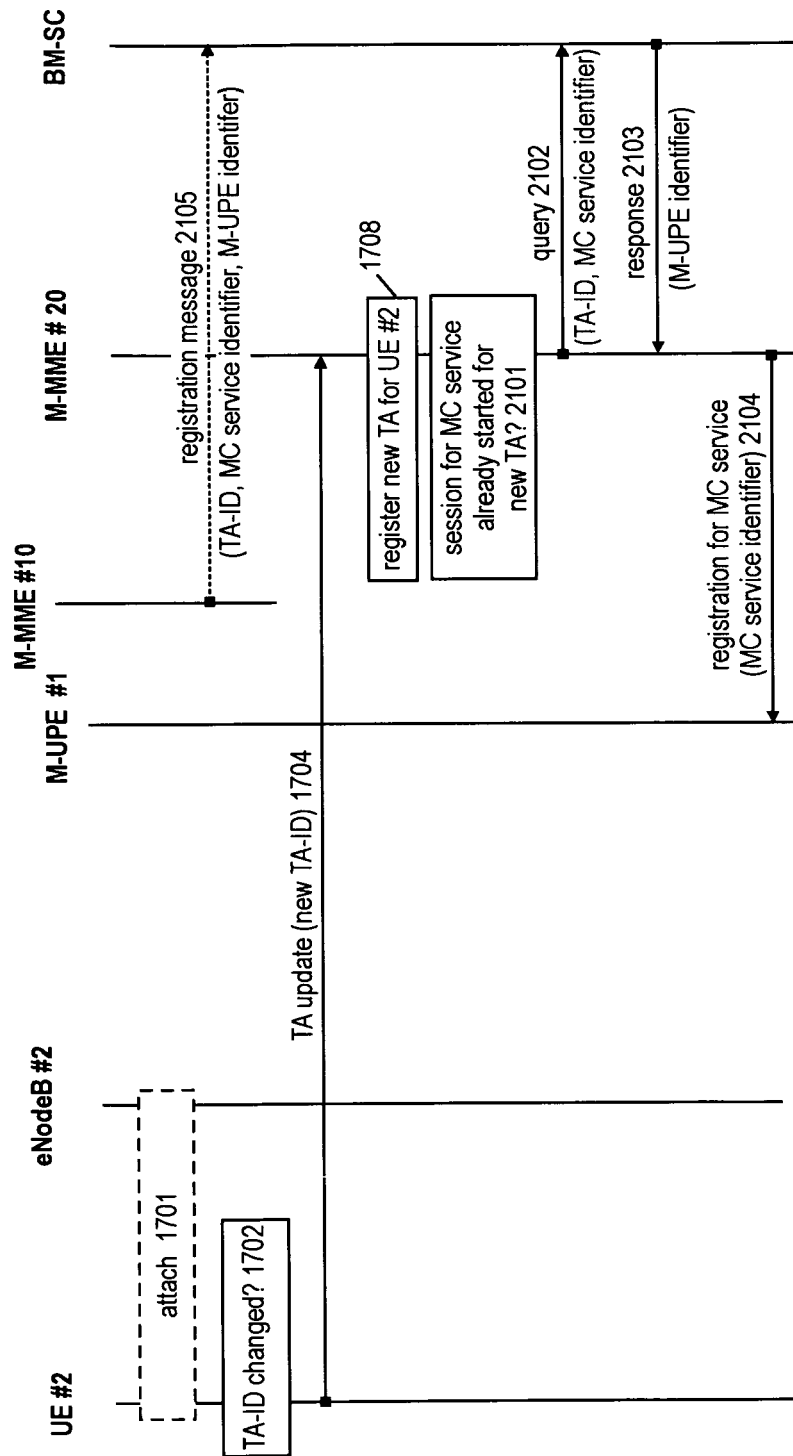 UE #2
eNodeB #2
M-UPE #1
M-MME #10
M-MME # 20
BM-SC
attach 1701
TA-ID changed? 1702
registration message 2105
(TA-ID, MC service identifier, M-UPE identifer)
TA update (new TA-ID) 1704
1708
register new TA for UE #2
session for MC service
already started for
new TA? 2101
query 2102
(TA-ID, MC service identifier)
response 2103
(M-UPE identifier)
registration for MC service
(MC service identifier) 2104